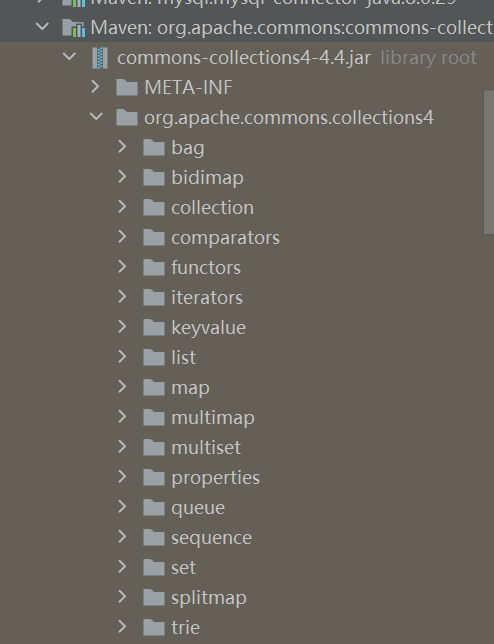 Maven: mysql:mysql-connector-java:8.0.29
Maven: org.apache.commons:commons-collect
commons-collections4-4.4.jar library root
META-INF
org.apache.commons.collections4
bag
bidimap
collection
comparators
functors
iterators
keyvalue
list
map
multimap
multiset
properties
queue
sequence
set
splitmap
trie